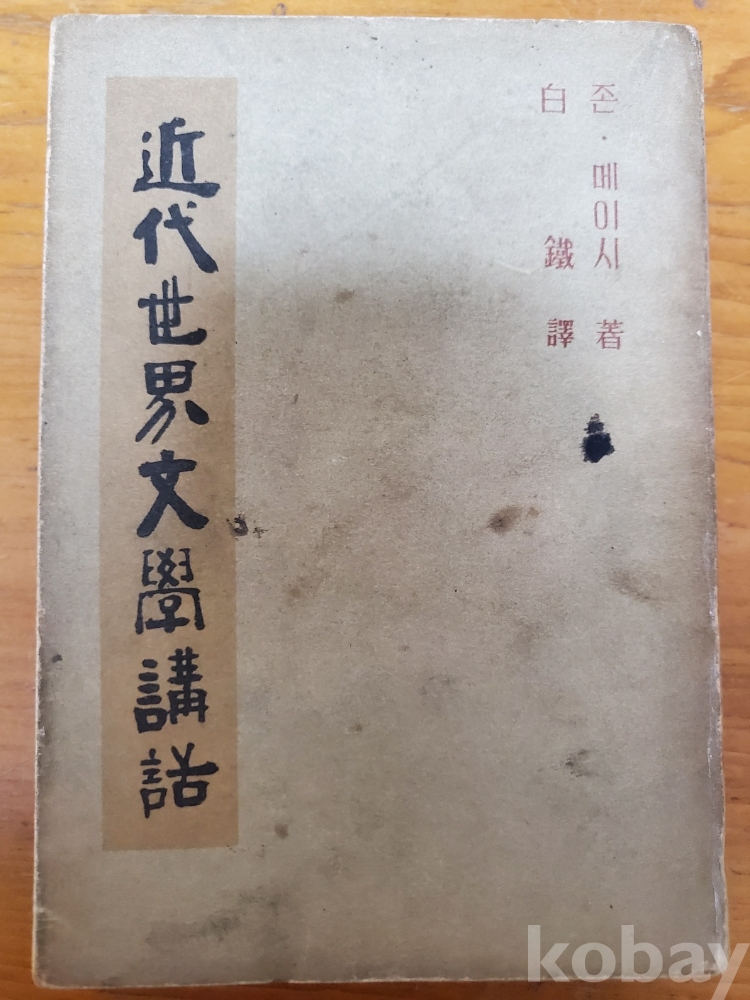 존·메이시 著
白鐵 譯
近代世界文學講話
kobay